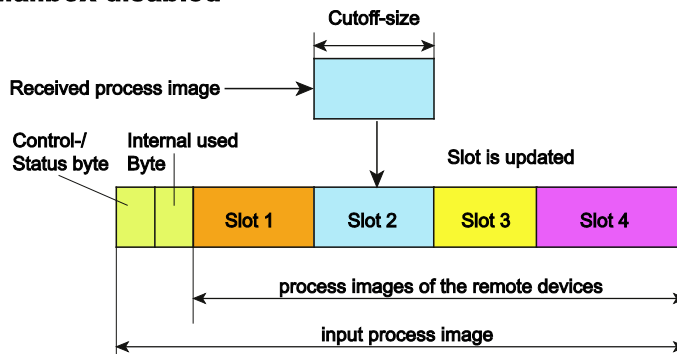 Cutoff-size
Received process image
Control-/
Status byte
Internal used
Byte
Slot is updated
Slot 1
Slot 2
Slot 3
Slot 4
process images of the remote devices
input process image